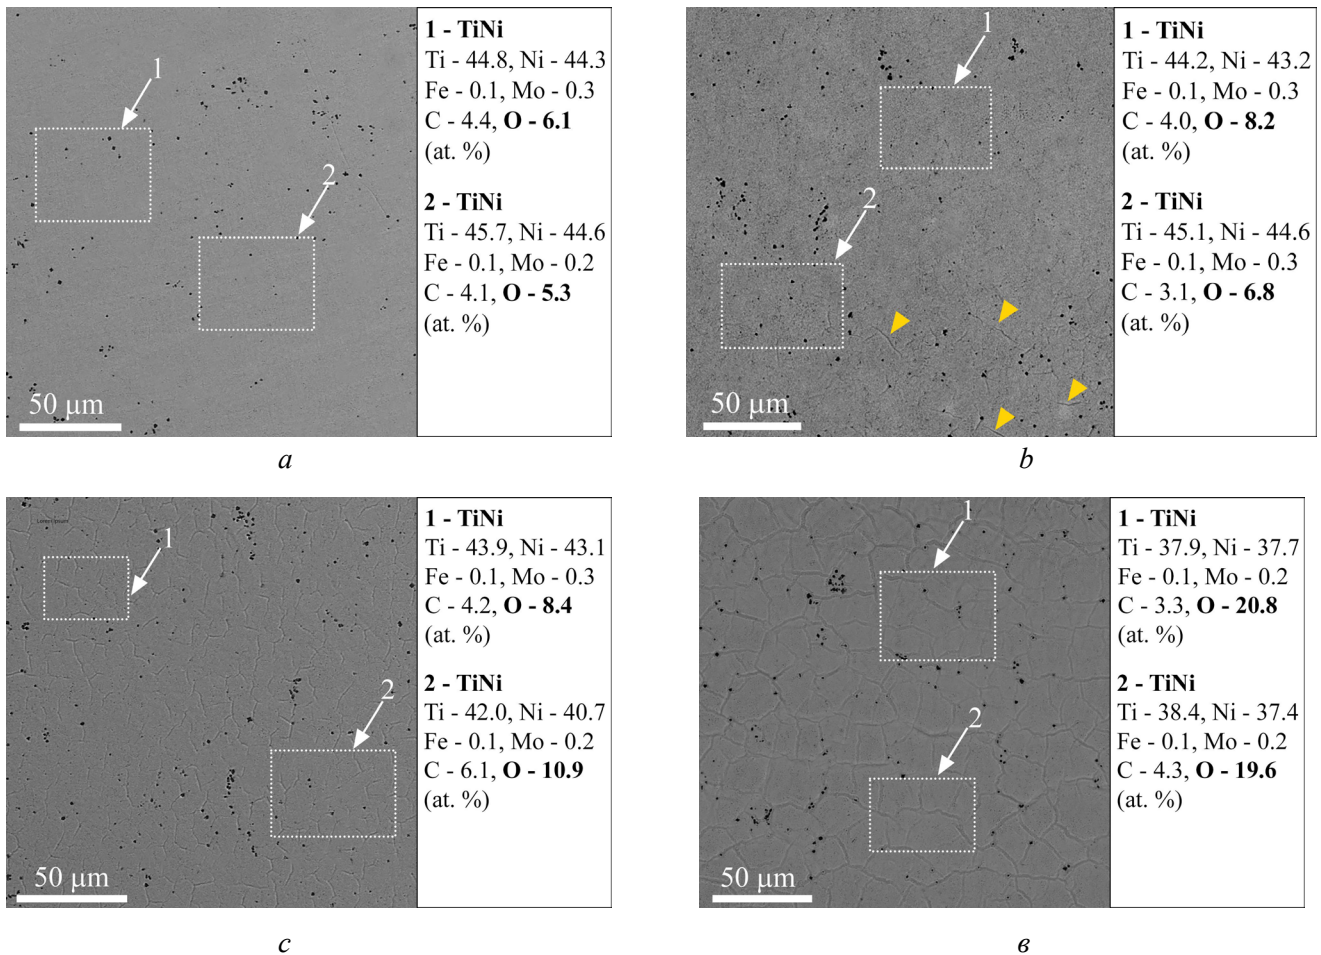 1
2
50 µm
1 - TiNi
Ti - 44.8, Ni - 44.3
Fe - 0.1, Mo - 0.3
C - 4.4, O - 6.1
(at. %)
2 - TiNi
Ti - 45.7, Ni - 44.6
Fe - 0.1, Mo - 0.2
C - 4.1, O - 5.3
(at. %)
a
1
2
50 µm
1 - TiNi
Ti - 44.2, Ni - 43.2
Fe - 0.1, Mo - 0.3
C - 4.0, O - 8.2
(at. %)
2 - TiNi
Ti - 45.1, Ni - 44.6
Fe - 0.1, Mo - 0.3
C - 3.1, O - 6.8
(at. %)
b
1
2
50 µm
1 - TiNi
Ti - 43.9, Ni - 43.1
Fe - 0.1, Mo - 0.3
C - 4.2, O - 8.4
(at. %)
2 - TiNi
Ti - 42.0, Ni - 40.7
Fe - 0.1, Mo - 0.2
C - 6.1, O - 10.9
(at. %)
c
1
2
50 µm
1 - TiNi
Ti - 37.9, Ni - 37.7
Fe - 0.1, Mo - 0.2
C - 3.3, O - 20.8
(at. %)
2 - TiNi
Ti - 38.4, Ni - 37.4
Fe - 0.1, Mo - 0.2
C - 4.3, O - 19.6
(at. %)
в